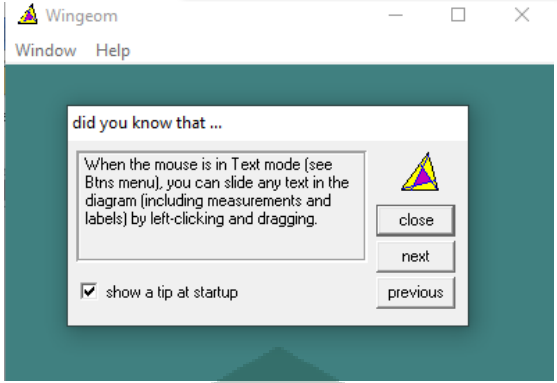 Wingeom
Window Help
did you know that ...
When the mouse is in Text mode (see
Btns menu), you can slide any text in the
diagram (including measurements and
labels) by left-clicking and dragging.
close
next
show a tip at startup
previous